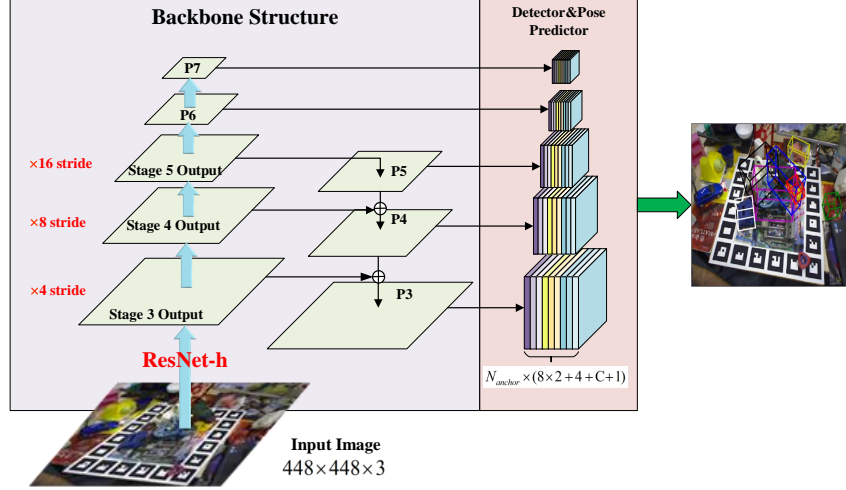 Backbone Structure
Detector&Pose
Predictor
P7
P6
×16 stride
Stage 5 Output
P5
×8 stride
Stage 4 Output
P4
×4 stride
Stage 3 Output
P3
ResNet-h
N_anchor×(8×2+4+C+1)
Input Image
448×448×3